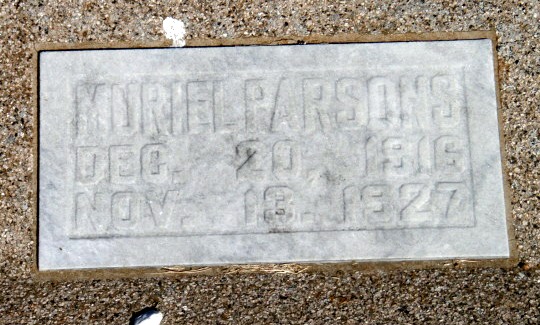 MURIEL PARSONS
DEC. 20, 1916
NOV. 18, 1927